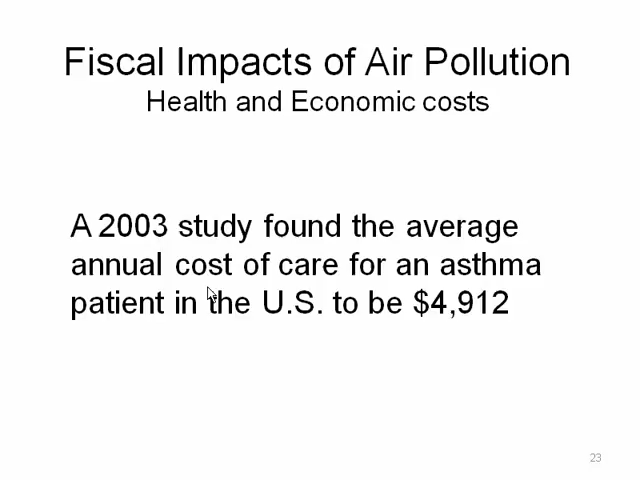 Fiscal Impacts of Air Pollution
Health and Economic costs
A 2003 study found the average
annual cost of care for an asthma
patient in the U.S. to be $4,912
23